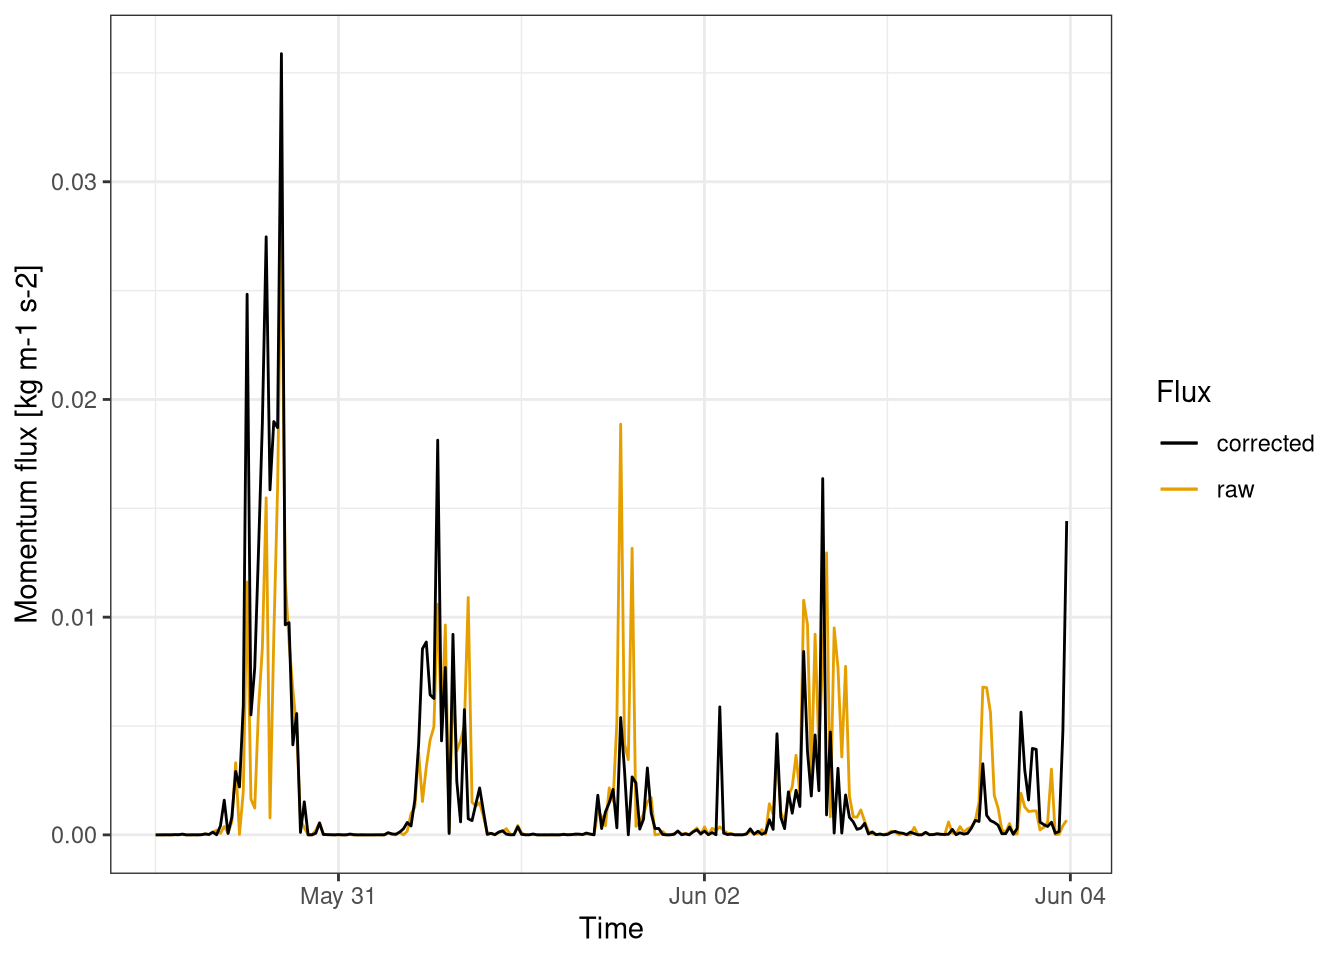 Momentum flux [kg m-1 s-2]
0.03
0.02
0.01
0.00
May 31
Jun 02
Jun 04
Time
Flux
corrected
raw